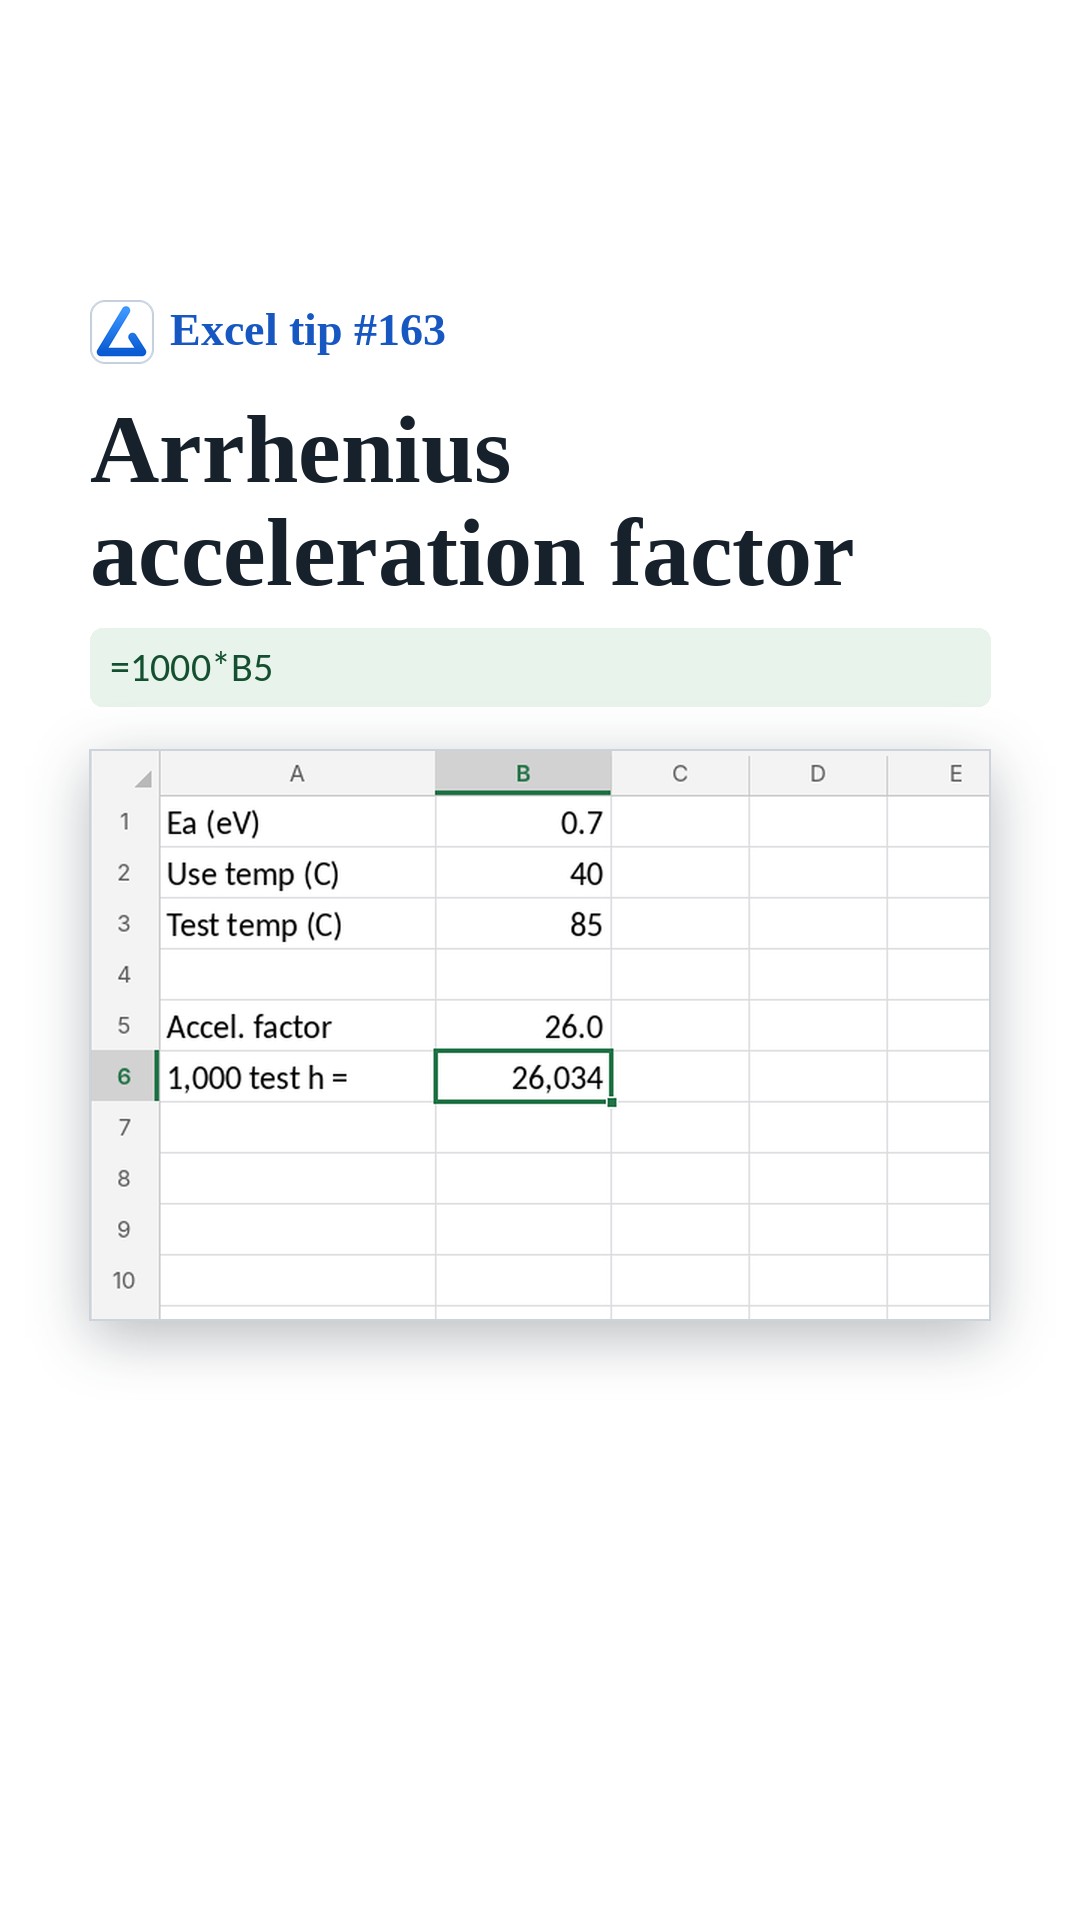 Excel tip #163
Arrhenius
acceleration factor
=1000*B5
A B C D E
1 Ea (eV) 0.7
2 Use temp (C) 40
3 Test temp (C) 85
4
5 Accel. factor 26.0
6 1,000 test h = 26,034
7
8
9
10